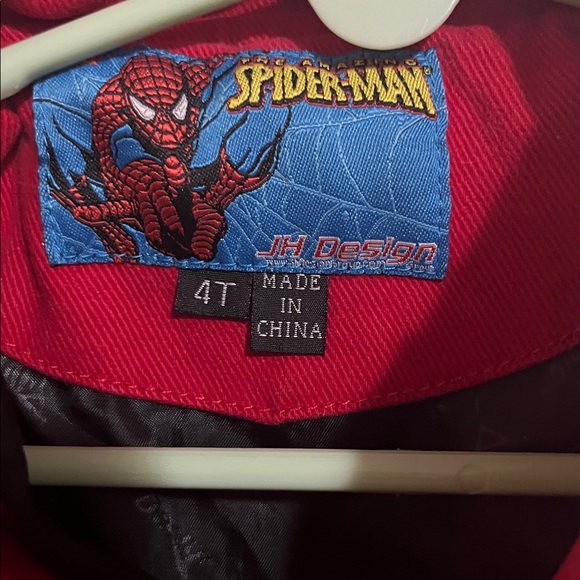 THE AMAZING
SPIDER-MAN®
JH Design
4T
MADE
IN
CHINA